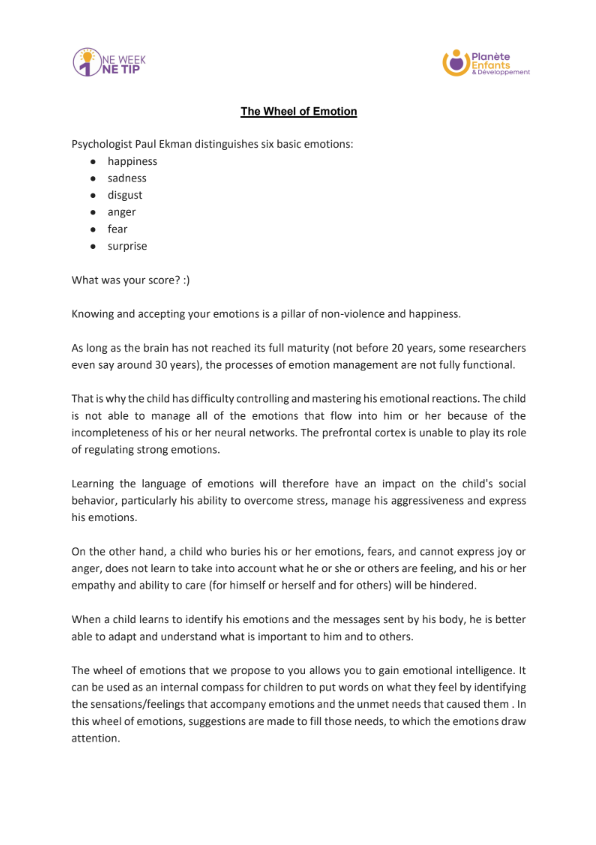 1 NE WEEK
NE TIP
Planète
Enfants
& Développement
The Wheel of Emotion
Psychologist Paul Ekman distinguishes six basic emotions:
● happiness
● sadness
● disgust
● anger
● fear
● surprise
What was your score? :)
Knowing and accepting your emotions is a pillar of non-violence and happiness.
As long as the brain has not reached its full maturity (not before 20 years, some researchers
even say around 30 years), the processes of emotion management are not fully functional.
That is why the child has difficulty controlling and mastering his emotional reactions. The child
is not able to manage all of the emotions that flow into him or her because of the
incompleteness of his or her neural networks. The prefrontal cortex is unable to play its role
of regulating strong emotions.
Learning the language of emotions will therefore have an impact on the child's social
behavior, particularly his ability to overcome stress, manage his aggressiveness and express
his emotions.
On the other hand, a child who buries his or her emotions, fears, and cannot express joy or
anger, does not learn to take into account what he or she or others are feeling, and his or her
empathy and ability to care (for himself or herself and for others) will be hindered.
When a child learns to identify his emotions and the messages sent by his body, he is better
able to adapt and understand what is important to him and to others.
The wheel of emotions that we propose to you allows you to gain emotional intelligence. It
can be used as an internal compass for children to put words on what they feel by identifying
the sensations/feelings that accompany emotions and the unmet needs that caused them . In
this wheel of emotions, suggestions are made to fill those needs, to which the emotions draw
attention.